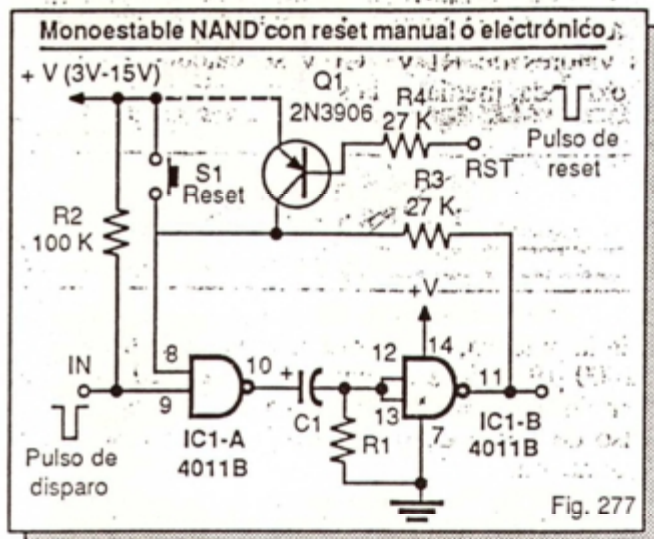 Monoestable NAND con reset manual ó electrónico
+ V (3V-15V)
Q1
2N3906
R4
27 K
RST
Pulso de
reset
S1
Reset
R3
27 K
R2
100 K
+V
IN
8
9
10
+
C1
12
13
14
11
7
R1
IC1-A
4011B
IC1-B
4011B
Pulso de
disparo
Fig. 277